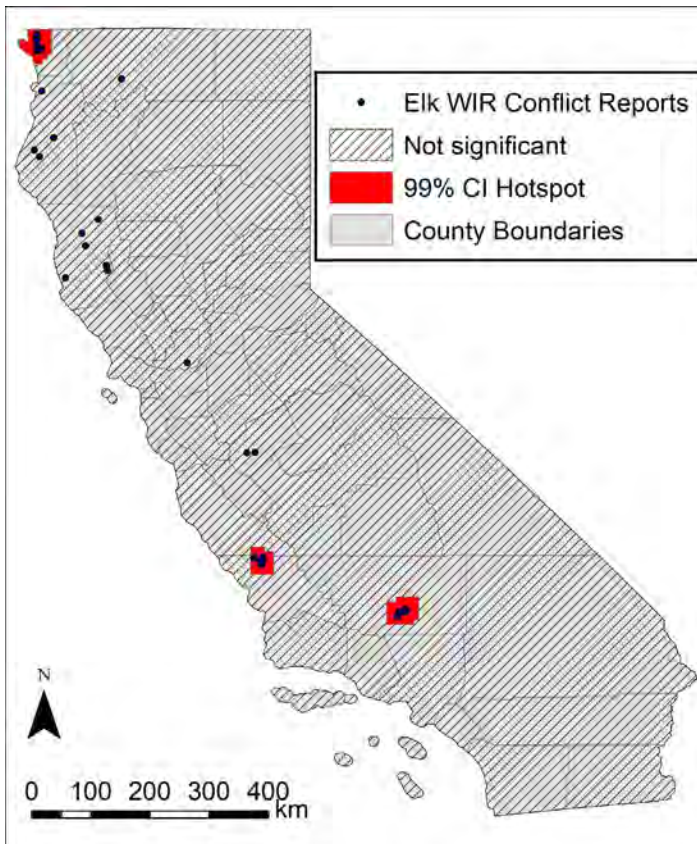 Elk WIR Conflict Reports
Not significant
99% CI Hotspot
County Boundaries
N
0 100 200 300 400
km